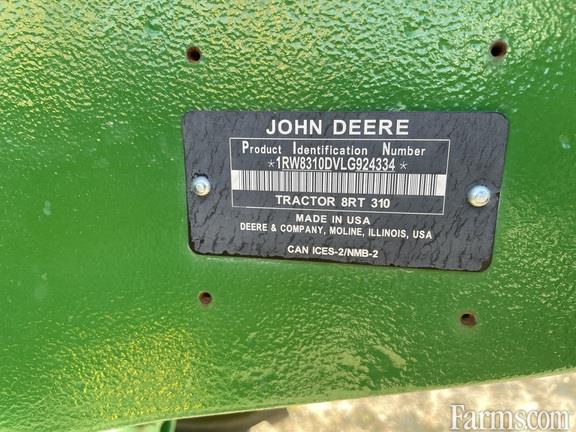 JOHN DEERE
Product Identification Number
*1RW8310DVLG924334*
TRACTOR 8RT 310
MADE IN USA
DEERE & COMPANY, MOLINE, ILLINOIS, USA
CAN ICES-2/NMB-2
Farms.com